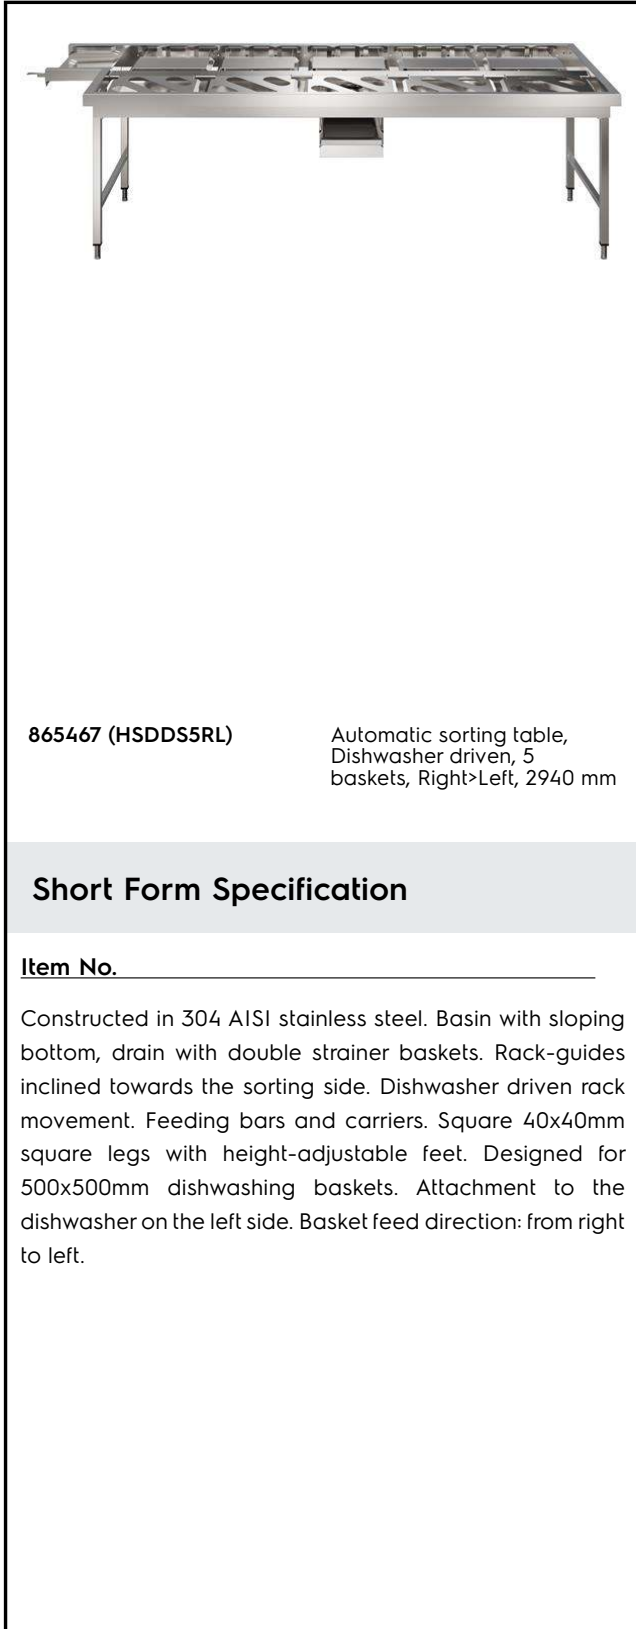 865467 (HSDDS5RL)
Automatic sorting table,
Dishwasher driven, 5
baskets, Right>Left, 2940 mm
Short Form Specification
Item No.
Constructed in 304 AISI stainless steel. Basin with sloping
bottom, drain with double strainer baskets. Rack-guides
inclined towards the sorting side. Dishwasher driven rack
movement. Feeding bars and carriers. Square 40x40mm
square legs with height-adjustable feet. Designed for
500x500mm dishwashing baskets. Attachment to the
dishwasher on the left side. Basket feed direction: from right
to left.